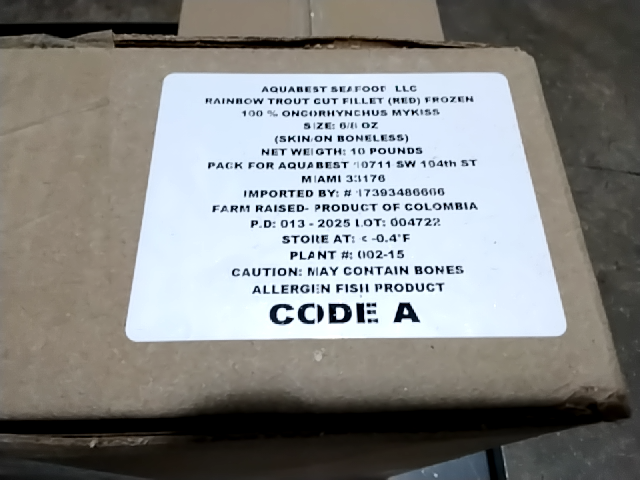 AQUABEST SEAFOOD LLC
RAINBOW TROUT CUT FILLET (RED) FROZEN
100 % ONCORHYNCHUS MYKISS
SIZE: 6/8 OZ
(SKIN-ON BONELESS)
NET WEIGTH: 10 POUNDS
PACK FOR AQUABEST 10711 SW 104th ST
MIAMI 33176
IMPORTED BY: # 17393486666
FARM RAISED- PRODUCT OF COLOMBIA
P.D: 013 - 2025 LOT: 004722
STORE AT: < -0.4°F
PLANT #: 002-15
CAUTION: MAY CONTAIN BONES
ALLERGEN FISH PRODUCT
CODE A